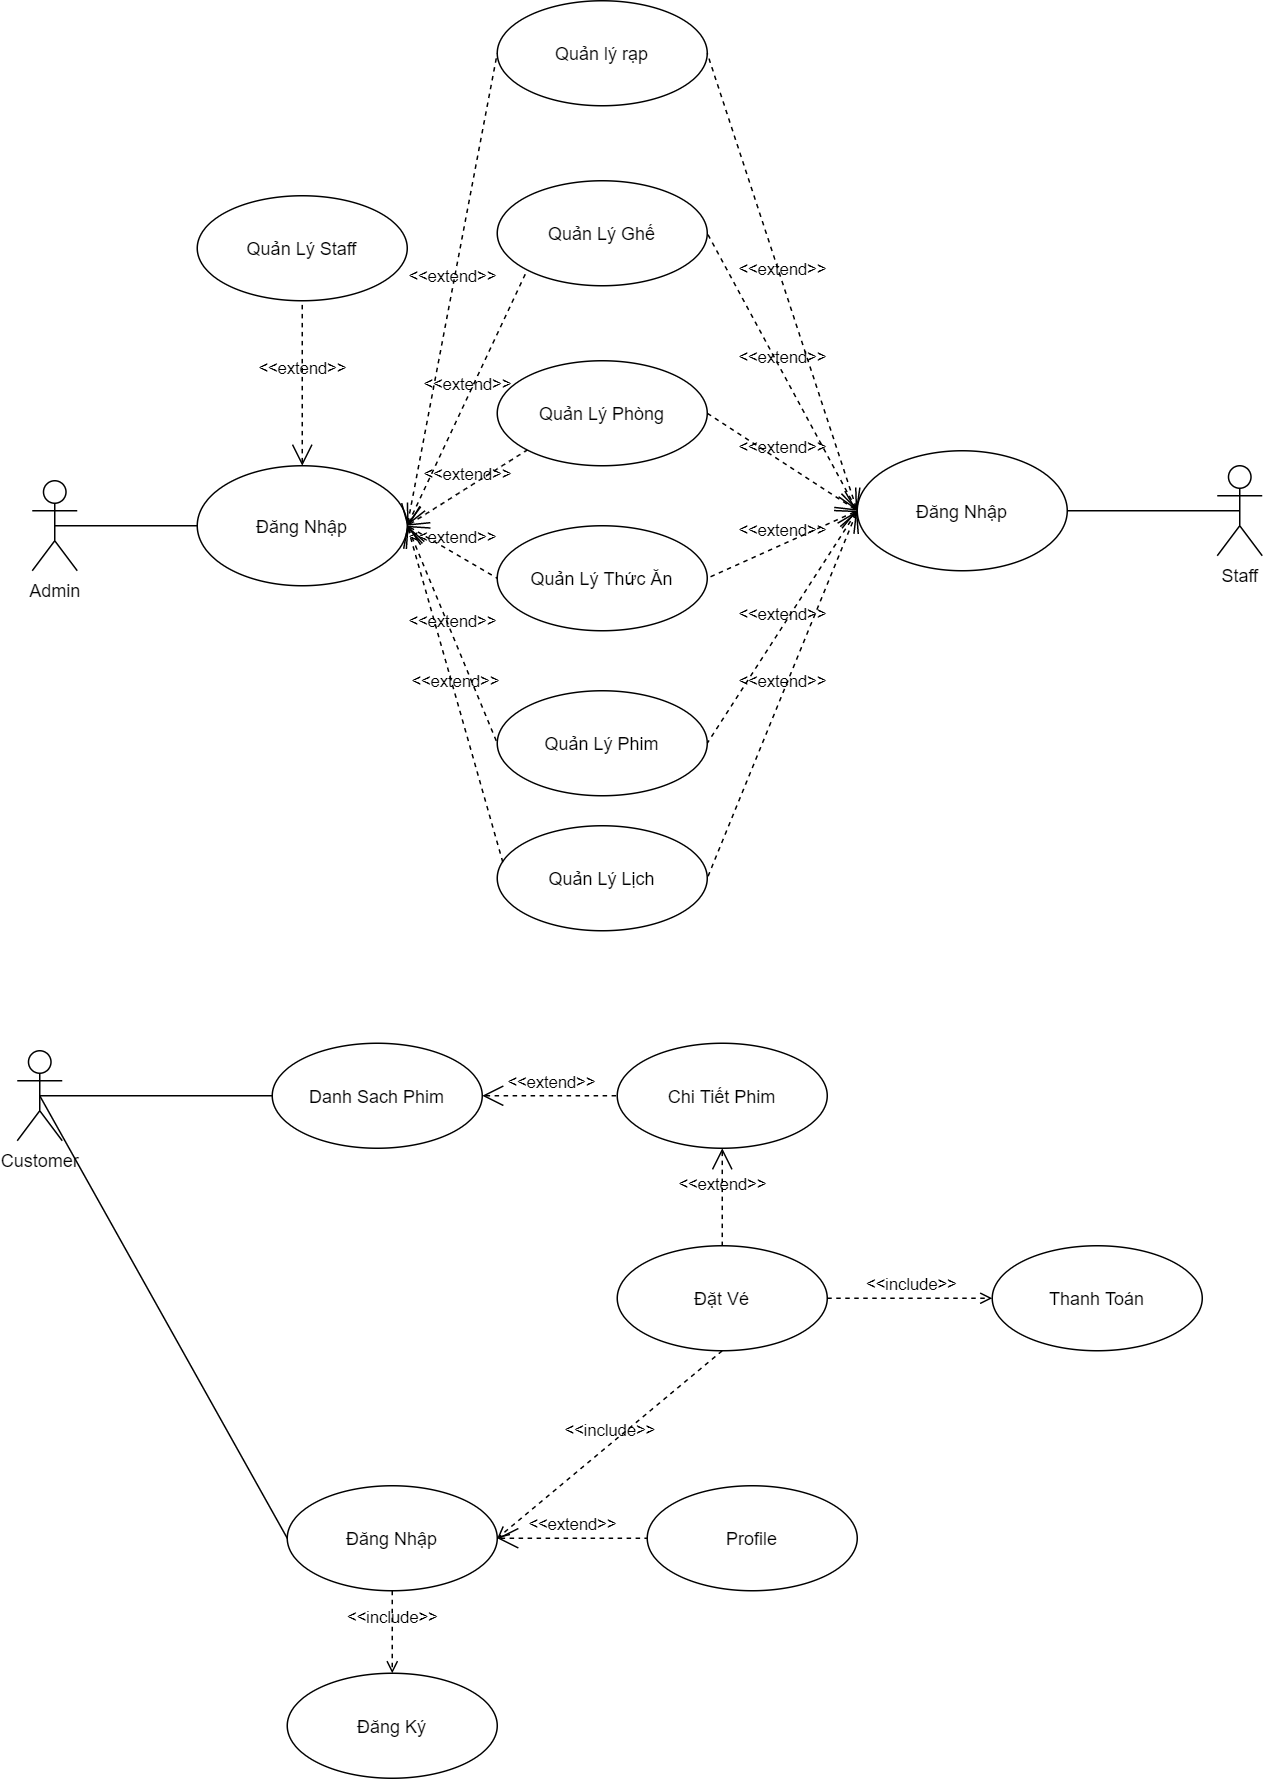 Quản lý rạp
Quản Lý Staff
Quản Lý Ghế
<<extend>>
<<extend>>
<<extend>>
<<extend>>
<<extend>>
<<extend>>
Quản Lý Phòng
<<extend>>
<<extend>>
Đăng Nhập
Đăng Nhập
<<extend>>
<<extend>>
Admin
Quản Lý Thức Ăn
Staff
<<extend>>
<<extend>>
<<extend>>
<<extend>>
Quản Lý Phim
Quản Lý Lịch
Customer
Danh Sach Phim
<<extend>>
Chi Tiết Phim
<<extend>>
Đặt Vé
<<include>>
Thanh Toán
<<include>>
Đăng Nhập
<<extend>>
Profile
<<include>>
Đăng Ký